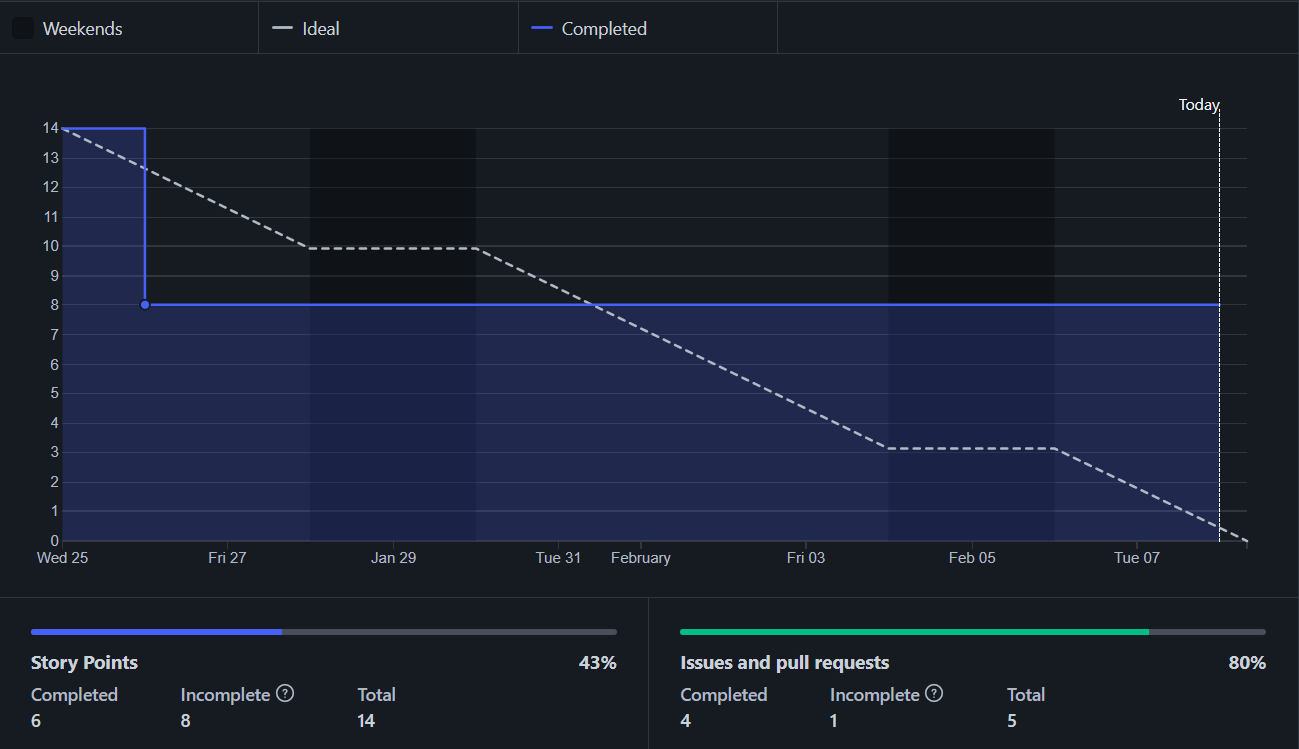 Weekends Ideal Completed
Today
14
13
12
11
10
9
8
7
6
5
4
3
2
1
0
Wed 25 Fri 27 Jan 29 Tue 31 February Fri 03 Feb 05 Tue 07
Story Points 43%
Completed Incomplete ? Total
6 8 14
Issues and pull requests 80%
Completed Incomplete ? Total
4 1 5